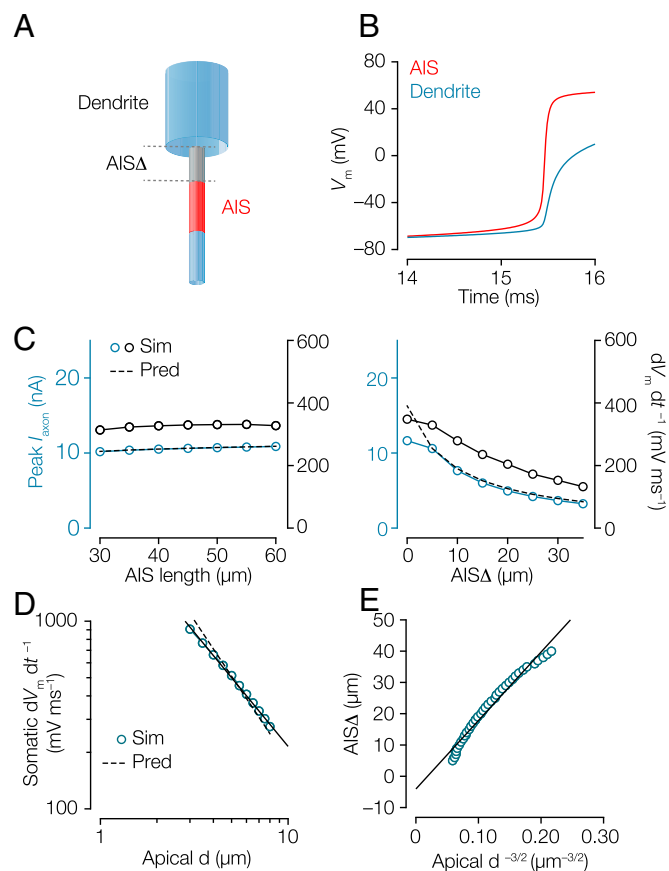 A
Dendrite
AISΔ
AIS
B
AIS
Dendrite
80
40
0
−40
−80
Vm (mV)
14
15
16
Time (ms)
C
Sim
Pred
20
10
0
Peak Iaxon (nA)
600
400
200
0
30
40
50
60
AIS length (μm)
20
10
0
600
400
200
0
dVm dt −1 (mV ms−1)
0
10
20
30
AISΔ (μm)
D
1000
100
Somatic dVm dt −1
(mV ms−1)
Sim
Pred
1
10
Apical d (μm)
E
50
40
30
20
10
0
-10
AISΔ (μm)
0
0.10
0.20
0.30
Apical d −3/2 (μm−3/2)